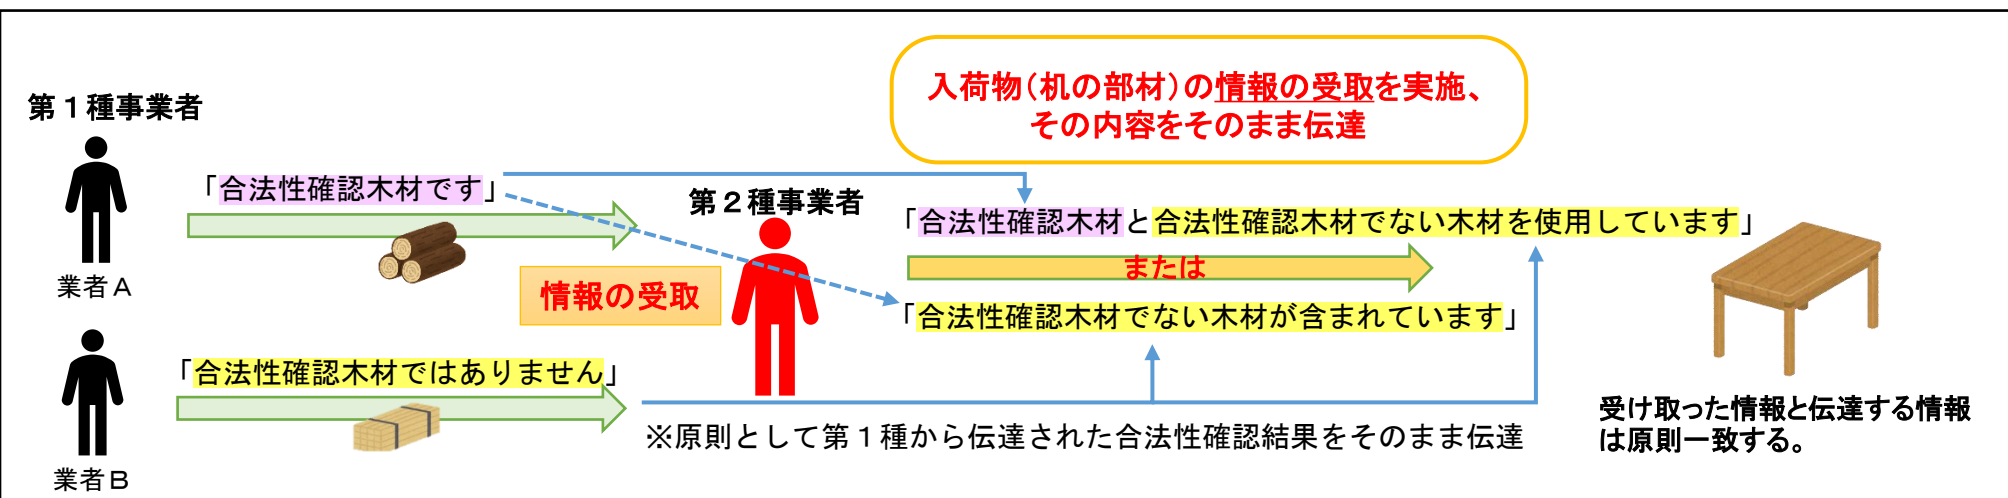 入荷物（机の部材）の情報の受取を実施、
その内容をそのまま伝達
第１種事業者
「合法性確認木材です」
業者Ａ
第２種事業者
情報の受取
「合法性確認木材と合法性確認木材でない木材を使用しています」
または
「合法性確認木材でない木材が含まれています」
「合法性確認木材ではありません」
業者Ｂ
※原則として第１種から伝達された合法性確認結果をそのまま伝達
受け取った情報と伝達する情報
は原則一致する。